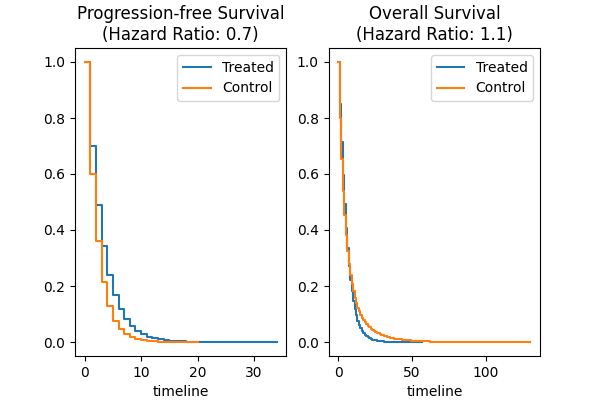 Progression-free Survival
(Hazard Ratio: 0.7)
Overall Survival
(Hazard Ratio: 1.1)
1.0
0.8
0.6
0.4
0.2
0.0
Treated
Control
0
10
20
30
timeline
1.0
0.8
0.6
0.4
0.2
0.0
Treated
Control
0
50
100
timeline